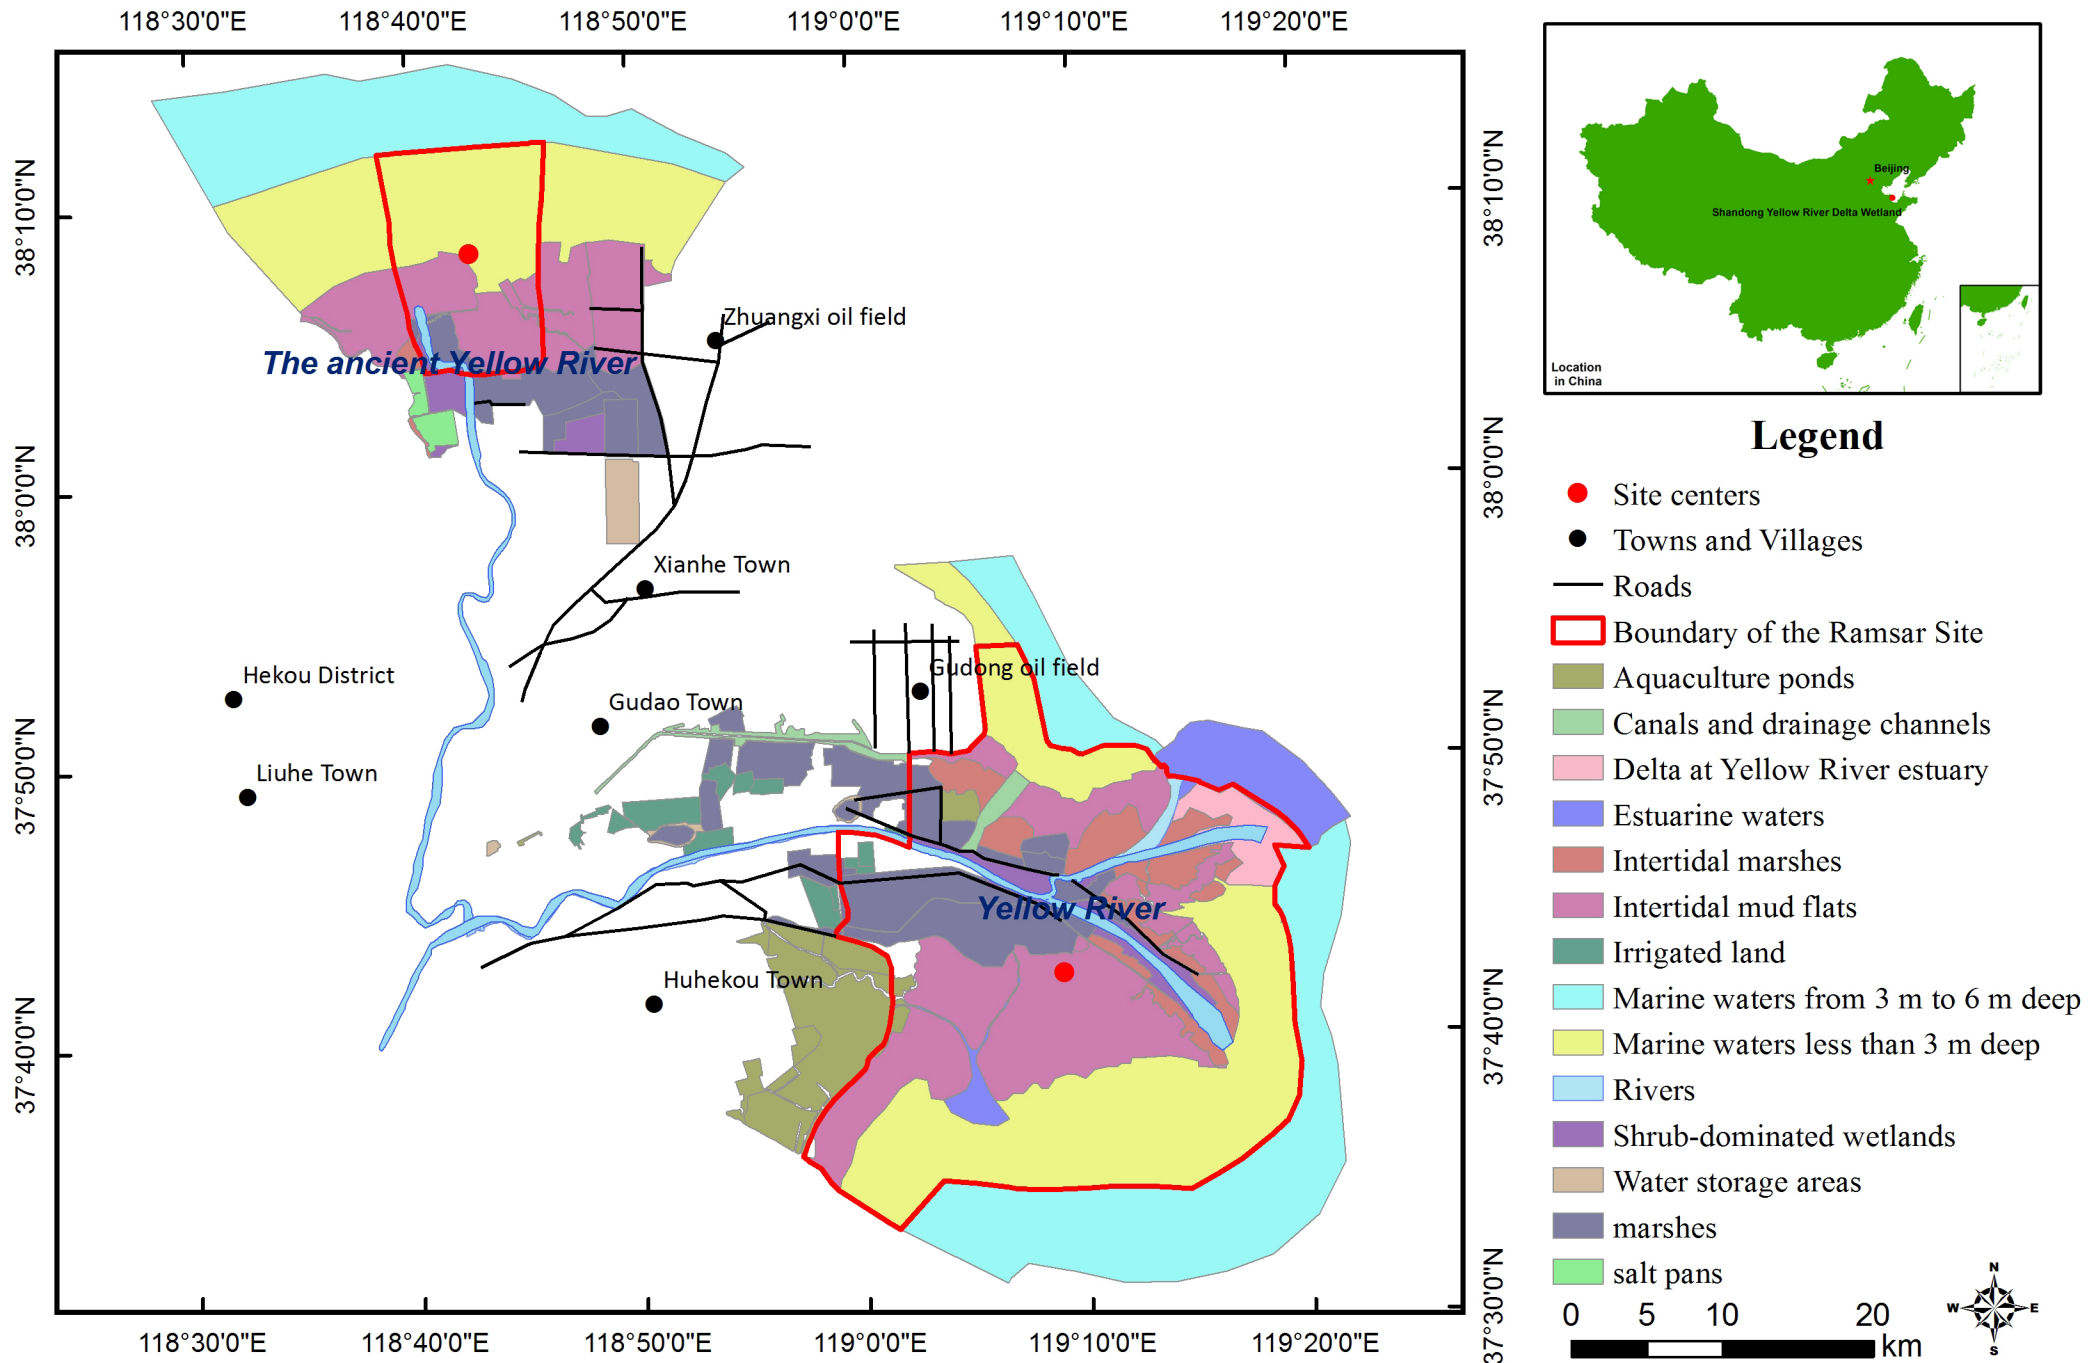 118°30'0"E
118°40'0"E
118°50'0"E
119°0'0"E
119°10'0"E
119°20'0"E
38°10'0"N
38°0'0"N
37°50'0"N
37°40'0"N
38°10'0"N
38°0'0"N
37°50'0"N
37°40'0"N
37°30'0"N
118°30'0"E
118°40'0"E
118°50'0"E
119°0'0"E
119°10'0"E
119°20'0"E
Zhuangxi oil field
The ancient Yellow River
Xianhe Town
Hekou District
Gudao Town
Gudong oil field
Liuhe Town
Yellow River
Huhekou Town
Beijing
Shandong Yellow River Delta Wetland
Location
in China
Legend
Site centers
Towns and Villages
Roads
Boundary of the Ramsar Site
Aquaculture ponds
Canals and drainage channels
Delta at Yellow River estuary
Estuarine waters
Intertidal marshes
Intertidal mud flats
Irrigated land
Marine waters from 3 m to 6 m deep
Marine waters less than 3 m deep
Rivers
Shrub-dominated wetlands
Water storage areas
marshes
salt pans
N
W E
S
0 5 10 20
km